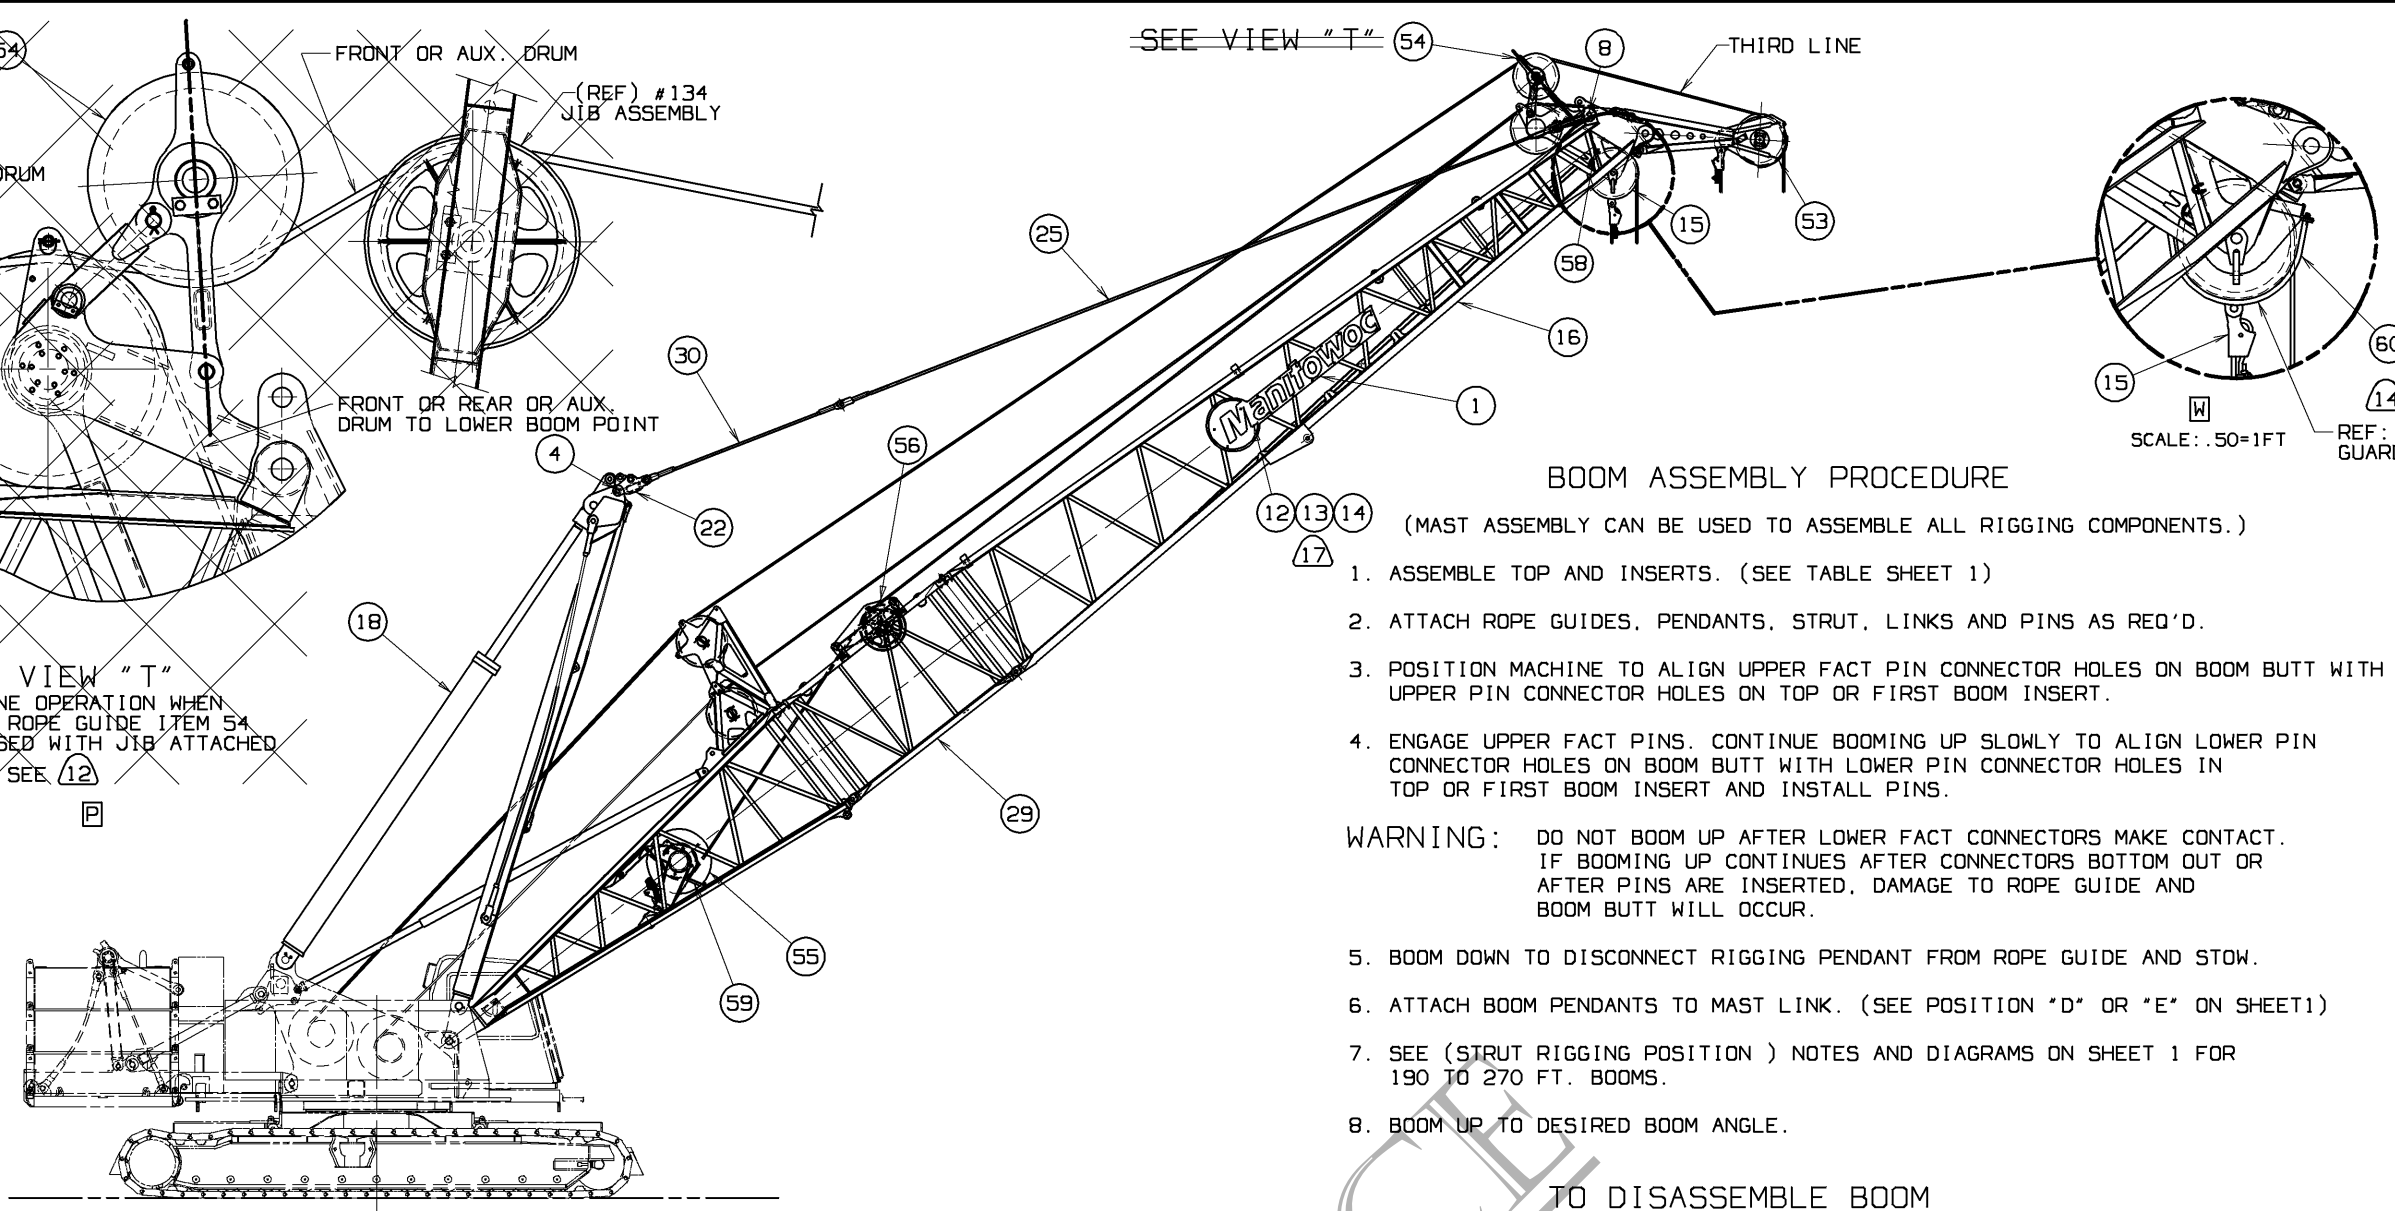 54
FRONT OR AUX. DRUM
(REF) #134
JIB ASSEMBLY
DRUM
FRONT OR REAR OR AUX.
DRUM TO LOWER BOOM POINT
VIEW "T"
NE OPERATION WHEN
ROPE GUIDE ITEM 54
SED WITH JIB ATTACHED
SEE 12
P
SEE VIEW "T"
54
8
THIRD LINE
25
15
53
58
16
30
1
Manitowoc
4
56
22
12 13 14
17
18
29
55
59
15
60
14
W
SCALE: .50=1FT
REF:
GUARD
BOOM ASSEMBLY PROCEDURE
(MAST ASSEMBLY CAN BE USED TO ASSEMBLE ALL RIGGING COMPONENTS.)
1. ASSEMBLE TOP AND INSERTS. (SEE TABLE SHEET 1)
2. ATTACH ROPE GUIDES, PENDANTS, STRUT, LINKS AND PINS AS REQ'D.
3. POSITION MACHINE TO ALIGN UPPER FACT PIN CONNECTOR HOLES ON BOOM BUTT WITH
UPPER PIN CONNECTOR HOLES ON TOP OR FIRST BOOM INSERT.
4. ENGAGE UPPER FACT PINS. CONTINUE BOOMING UP SLOWLY TO ALIGN LOWER PIN
CONNECTOR HOLES ON BOOM BUTT WITH LOWER PIN CONNECTOR HOLES IN
TOP OR FIRST BOOM INSERT AND INSTALL PINS.
WARNING: DO NOT BOOM UP AFTER LOWER FACT CONNECTORS MAKE CONTACT.
IF BOOMING UP CONTINUES AFTER CONNECTORS BOTTOM OUT OR
AFTER PINS ARE INSERTED, DAMAGE TO ROPE GUIDE AND
BOOM BUTT WILL OCCUR.
5. BOOM DOWN TO DISCONNECT RIGGING PENDANT FROM ROPE GUIDE AND STOW.
6. ATTACH BOOM PENDANTS TO MAST LINK. (SEE POSITION "D" OR "E" ON SHEET1)
7. SEE (STRUT RIGGING POSITION ) NOTES AND DIAGRAMS ON SHEET 1 FOR
190 TO 270 FT. BOOMS.
8. BOOM UP TO DESIRED BOOM ANGLE.
CE
TO DISASSEMBLE BOOM